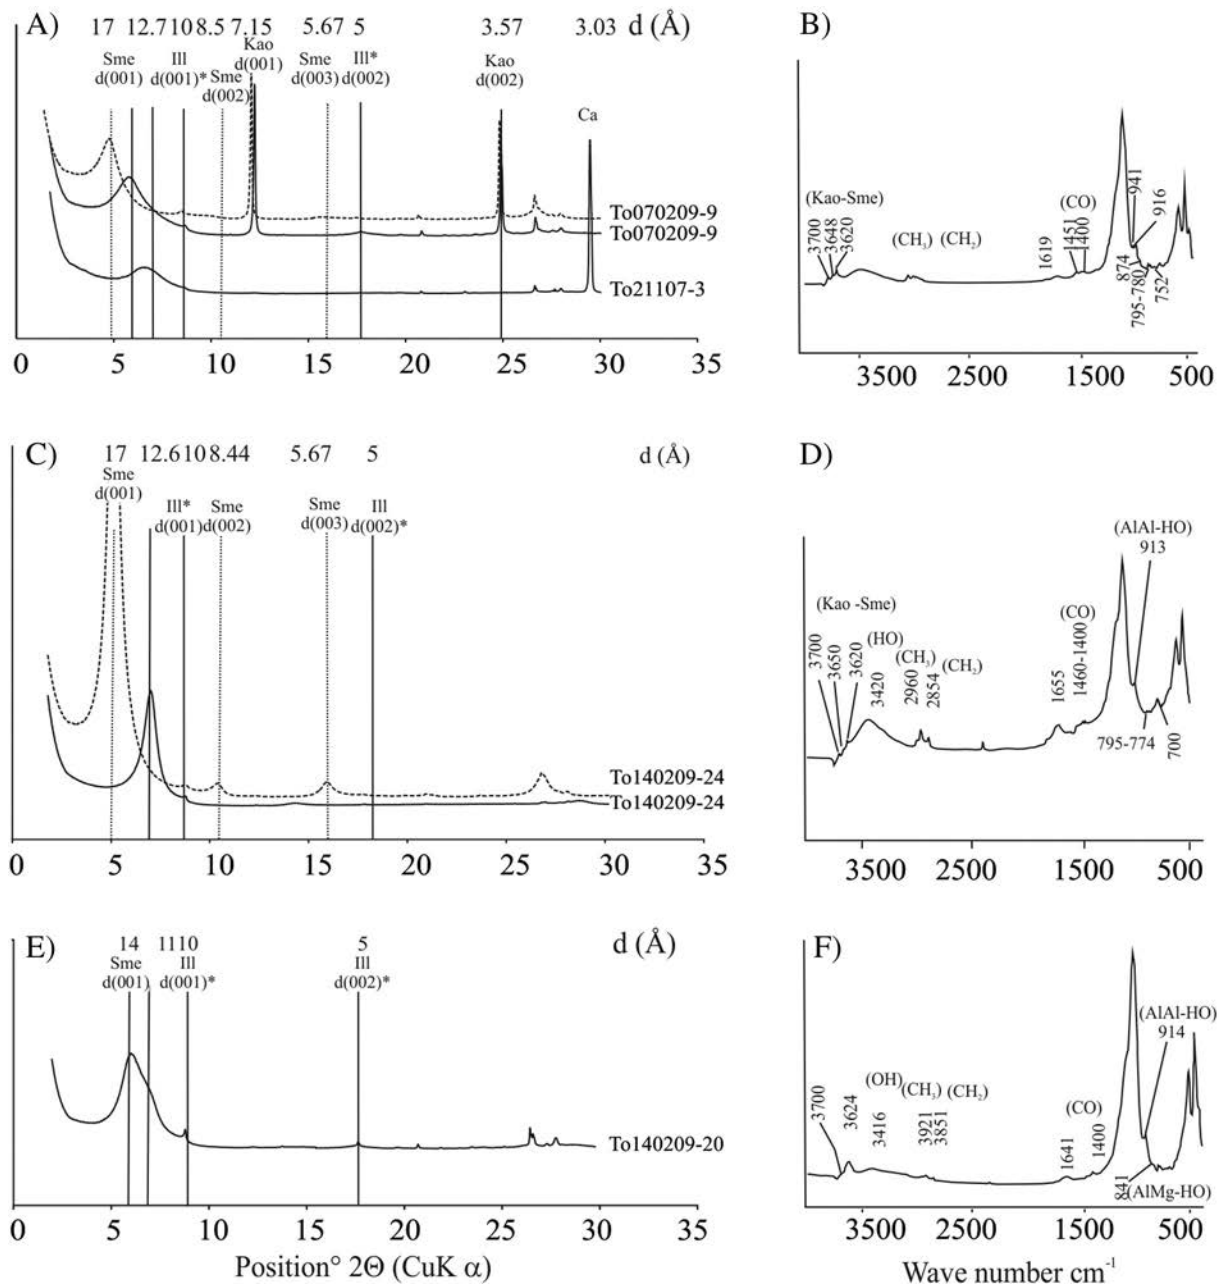 A) 17 12.7 10 8.5 7.15 5.67 5 3.57 3.03 d (Å)
Sme d(001)
Ill d(001)*
Sme d(002)
Kao d(001)
Sme d(003)
Ill* d(002)
Kao d(002)
Ca
To070209-9
To070209-9
To21107-3
0 5 10 15 20 25 30 35
B)
(Kao-Sme)
3700 3648 3620
(CH₃) (CH₂)
1619
(CO)
1451 1400
941
916
874
795-780
752
3500 2500 1500 500
C) 17 12.6 10 8.44 5.67 5 d (Å)
Sme d(001)
Ill* d(001)
Sme d(002)
Sme d(003)
Ill d(002)*
To140209-24
To140209-24
0 5 10 15 20 25 30 35
D)
(AlAl-HO)
913
(Kao -Sme)
3700 3650 3620
(HO)
3420
(CH₃)
2960 2854
(CH₂)
1655
(CO)
1460-1400
795-774
700
3500 2500 1500 500
E) 14 11 10 5 d (Å)
Sme d(001)
Ill d(001)*
Ill d(002)*
To140209-20
0 5 10 15 20 25 30 35
Position° 2Θ (CuK α)
F)
(AlAl-HO)
914
3700 3624
(OH)
3416
(CH₃)
3921 3851
(CH₂)
1641
(CO)
1400
841
(AlMg-HO)
3500 2500 1500 500
Wave number cm⁻¹